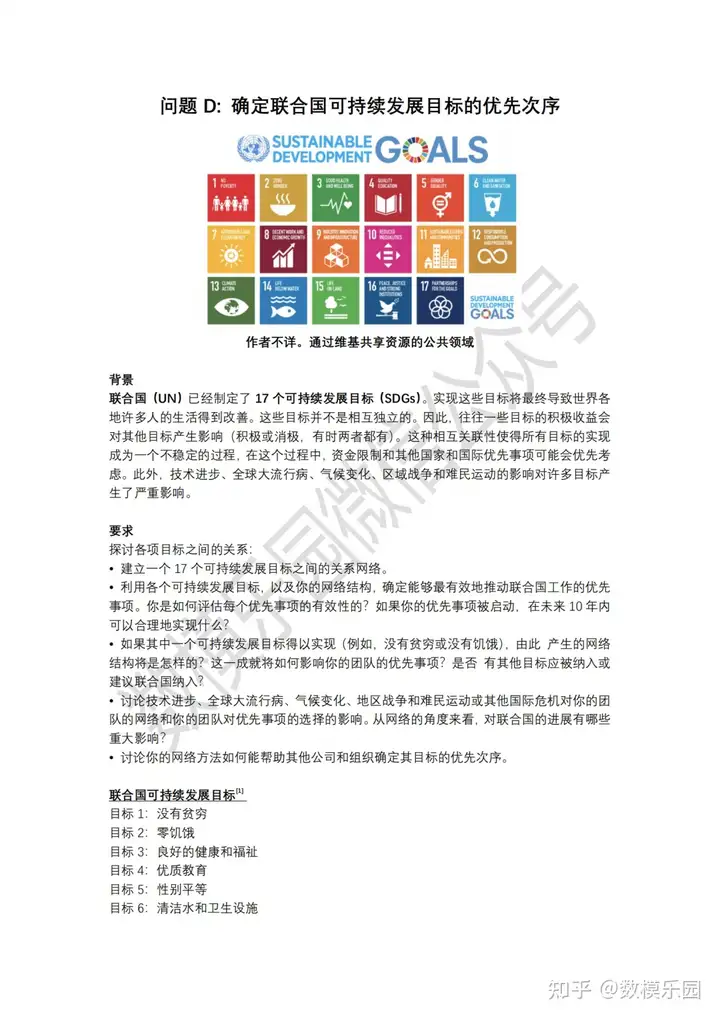 问题 D: 确定联合国可持续发展目标的优先次序
SUSTAINABLE
DEVELOPMENT
GOALS
1 NO
POVERTY
2 ZERO
HUNGER
3 GOOD HEALTH
AND WELL-BEING
4 QUALITY
EDUCATION
5 GENDER
EQUALITY
6 CLEAN WATER
AND SANITATION
7 AFFORDABLE AND
CLEAN ENERGY
8 DECENT WORK AND
ECONOMIC GROWTH
9 INDUSTRY, INNOVATION
AND INFRASTRUCTURE
10 REDUCED
INEQUALITIES
11 SUSTAINABLE CITIES
AND COMMUNITIES
12 RESPONSIBLE
CONSUMPTION
AND PRODUCTION
13 CLIMATE
ACTION
14 LIFE
BELOW WATER
15 LIFE
ON LAND
16 PEACE, JUSTICE
AND STRONG
INSTITUTIONS
17 PARTNERSHIPS
FOR THE GOALS
SUSTAINABLE
DEVELOPMENT
GOALS
作者不详。通过维基共享资源的公共领域
背景
联合国（UN）已经制定了 17 个可持续发展目标（SDGs）。实现这些目标将最终导致世界各
地许多人的生活得到改善。这些目标并不是相互独立的。因此，往往一些目标的积极收益会
对其他目标产生影响（积极或消极，有时两者都有）。这种相互关联性使得所有目标的实现
成为一个不稳定的过程，在这个过程中，资金限制和其他国家和国际优先事项可能会优先考
虑。此外，技术进步、全球大流行病、气候变化、区域战争和难民运动的影响对许多目标产
生了严重影响。
要求
探讨各项目标之间的关系：
• 建立一个 17 个可持续发展目标之间的关系网络。
• 利用各个可持续发展目标，以及你的网络结构，确定能够最有效地推动联合国工作的优先
事项。你是如何评估每个优先事项的有效性的？如果你的优先事项被启动，在未来 10 年内
可以合理地实现什么？
• 如果其中一个可持续发展目标得以实现（例如，没有贫穷或没有饥饿），由此 产生的网络
结构将是怎样的？这一成就将如何影响你的团队的优先事项？是否 有其他目标应被纳入或
建议联合国纳入？
• 讨论技术进步、全球大流行病、气候变化、地区战争和难民运动或其他国际危机对你的团
队的网络和你的团队对优先事项的选择的影响。从网络的角度来看，对联合国的进展有哪些
重大影响？
• 讨论你的网络方法如何能帮助其他公司和组织确定其目标的优先次序。
联合国可持续发展目标[1]
目标 1：没有贫穷
目标 2：零饥饿
目标 3：良好的健康和福祉
目标 4：优质教育
目标 5：性别平等
目标 6：清洁水和卫生设施
数模乐园微信公众号
知乎 @数模乐园